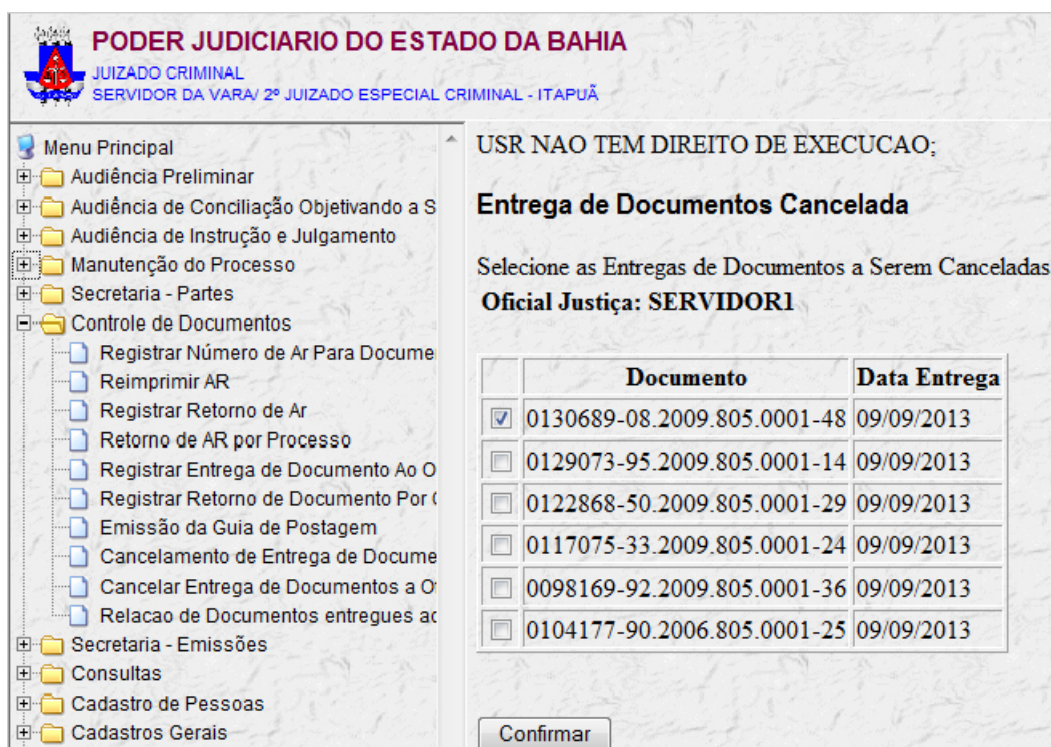 PODER JUDICIARIO DO ESTADO DA BAHIA
JUIZADO CRIMINAL
SERVIDOR DA VARA/ 2º JUIZADO ESPECIAL CRIMINAL - ITAPUÃ
Menu Principal
Audiência Preliminar
Audiência de Conciliação Objetivando a S
Audiência de Instrução e Julgamento
Manutenção do Processo
Secretaria - Partes
Controle de Documentos
Registrar Número de Ar Para Docume
Reimprimir AR
Registrar Retorno de Ar
Retorno de AR por Processo
Registrar Entrega de Documento Ao O
Registrar Retorno de Documento Por
Emissão da Guia de Postagem
Cancelamento de Entrega de Docume
Cancelar Entrega de Documentos a O
Relacao de Documentos entregues ao
Secretaria - Emissões
Consultas
Cadastro de Pessoas
Cadastros Gerais
USR NAO TEM DIREITO DE EXECUCAO;
Entrega de Documentos Cancelada
Selecione as Entregas de Documentos a Serem Canceladas
Oficial Justiça: SERVIDOR1
Documento Data Entrega
0130689-08.2009.805.0001-48 09/09/2013
0129073-95.2009.805.0001-14 09/09/2013
0122868-50.2009.805.0001-29 09/09/2013
0117075-33.2009.805.0001-24 09/09/2013
0098169-92.2009.805.0001-36 09/09/2013
0104177-90.2006.805.0001-25 09/09/2013
Confirmar